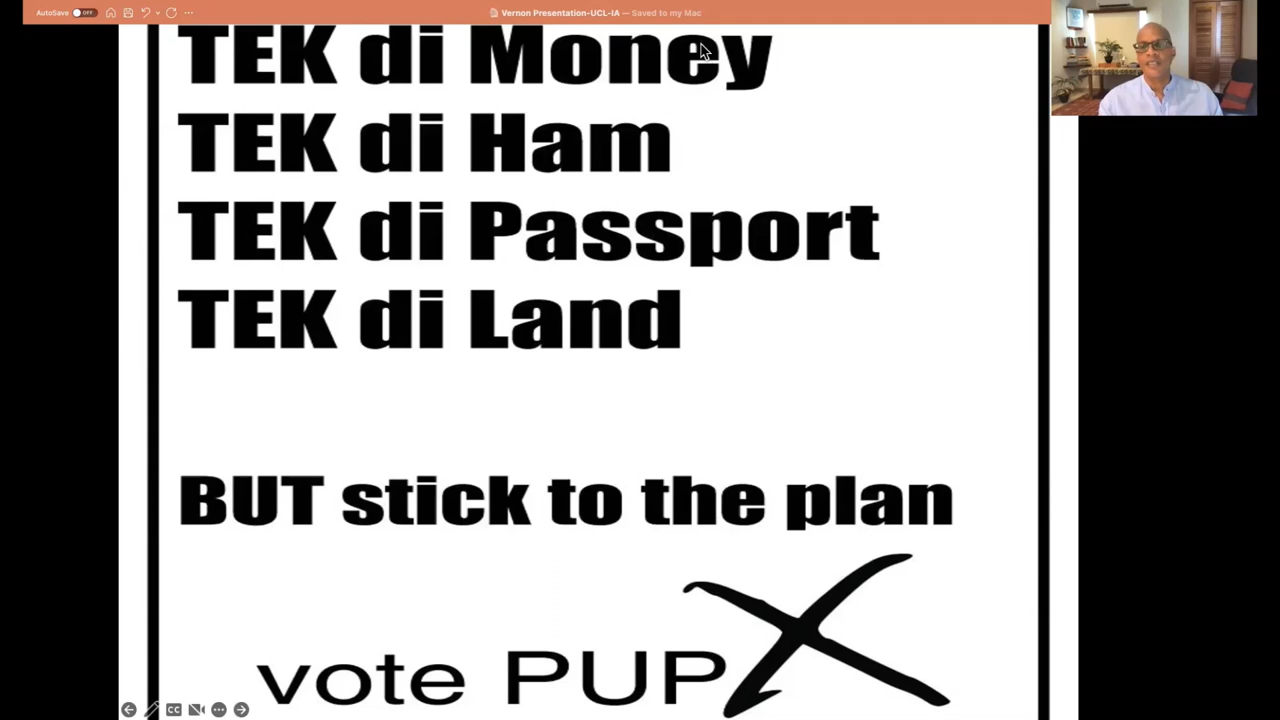 AutoSave OFF
Vernon Presentation-UCL-IA — Saved to my Mac
TEK di Money
TEK di Ham
TEK di Passport
TEK di Land
BUT stick to the plan
vote PUP X
CC